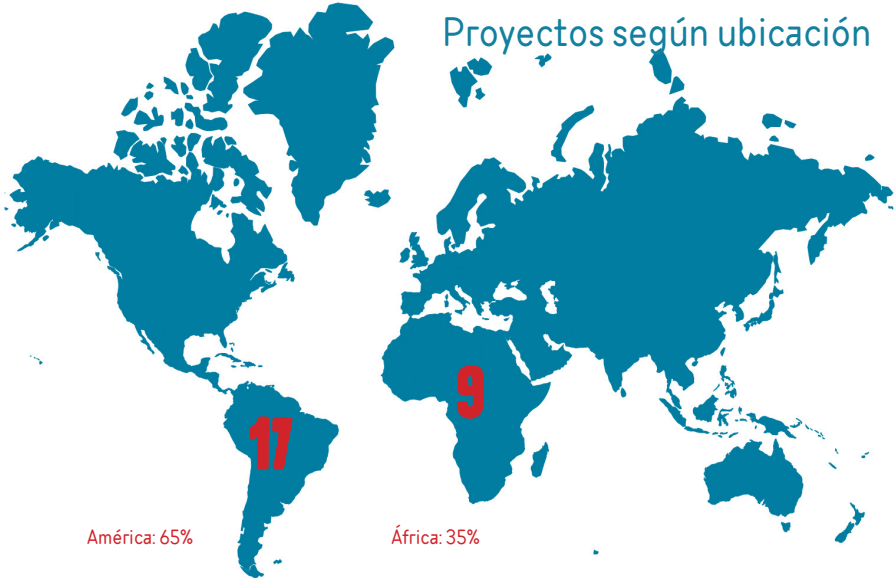 Proyectos según ubicación
9
17
América: 65%
África: 35%